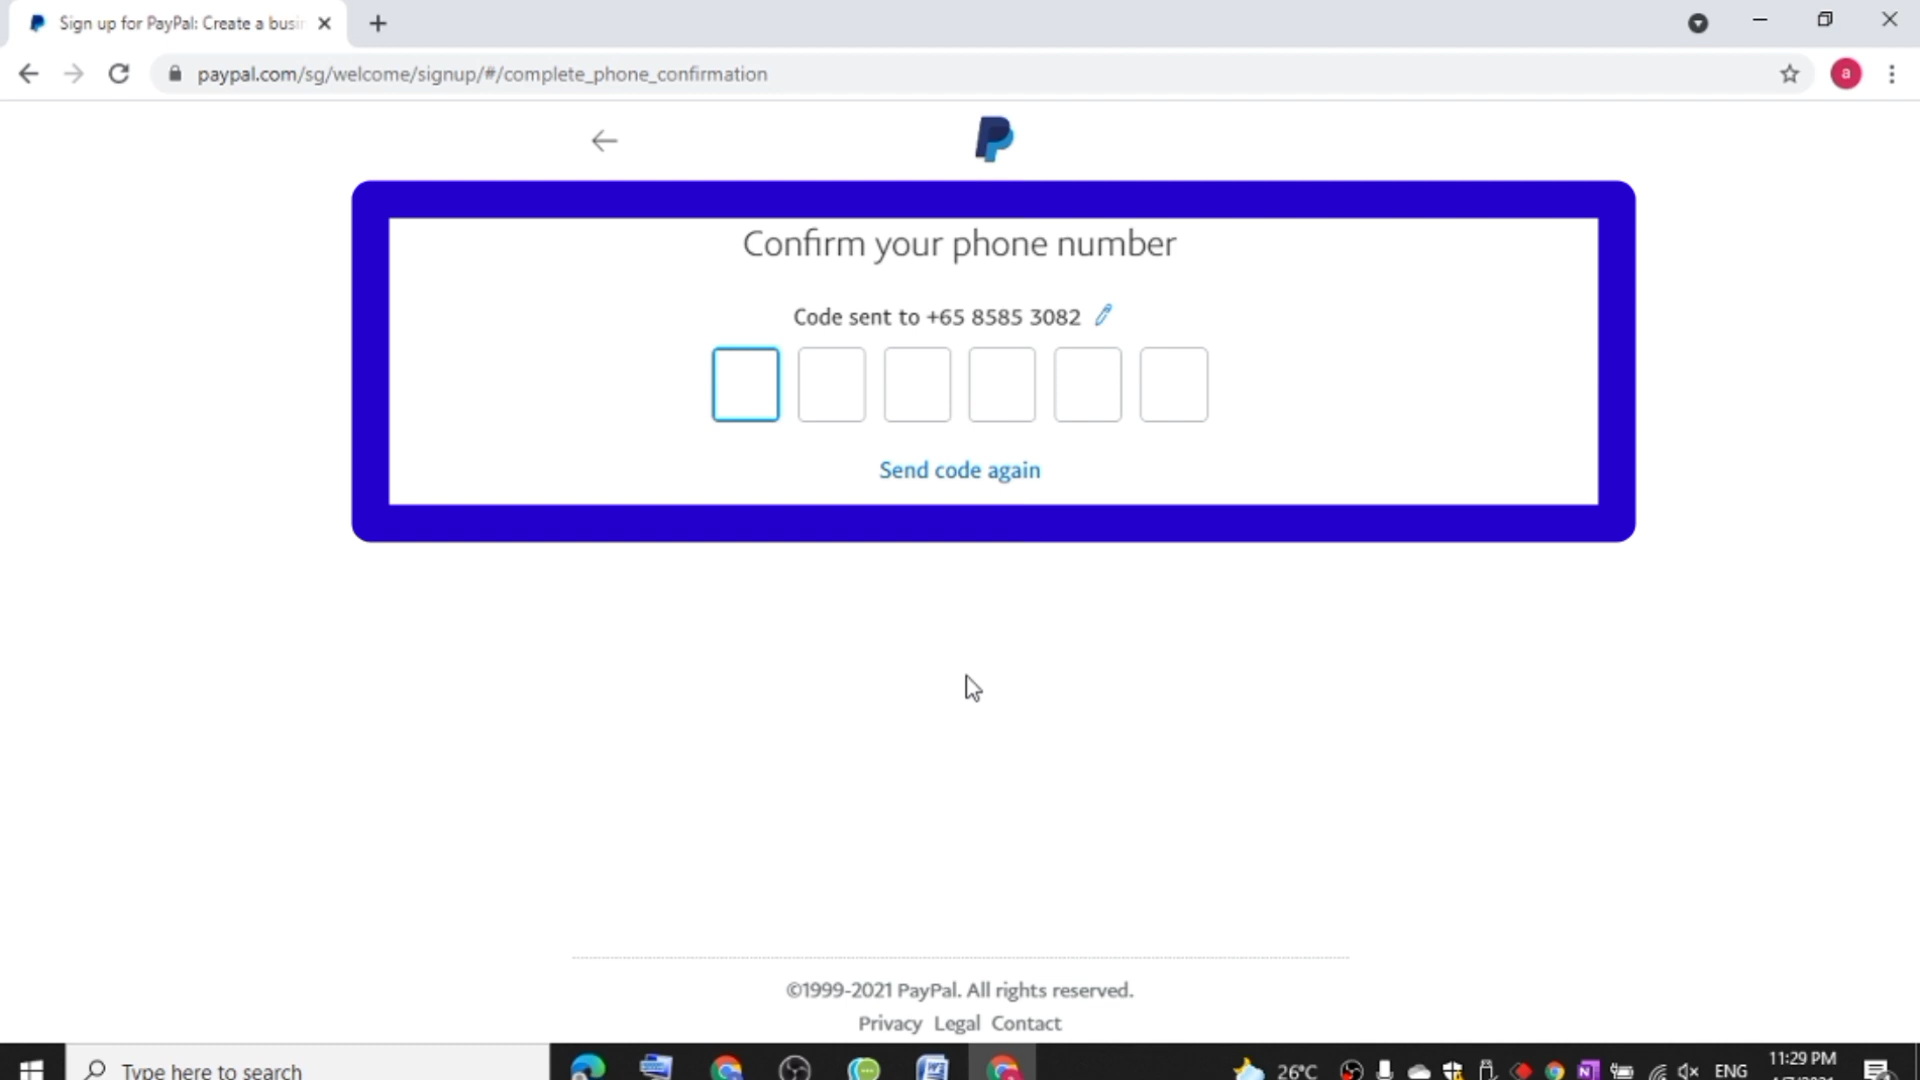 Sign up for PayPal: Create a busi
paypal.com/sg/welcome/signup/#/complete_phone_confirmation
a
Confirm your phone number
Code sent to +65 8585 3082
Send code again
©1999-2021 PayPal. All rights reserved.
Privacy Legal Contact
Type here to search
26°C
ENG
11:29 PM